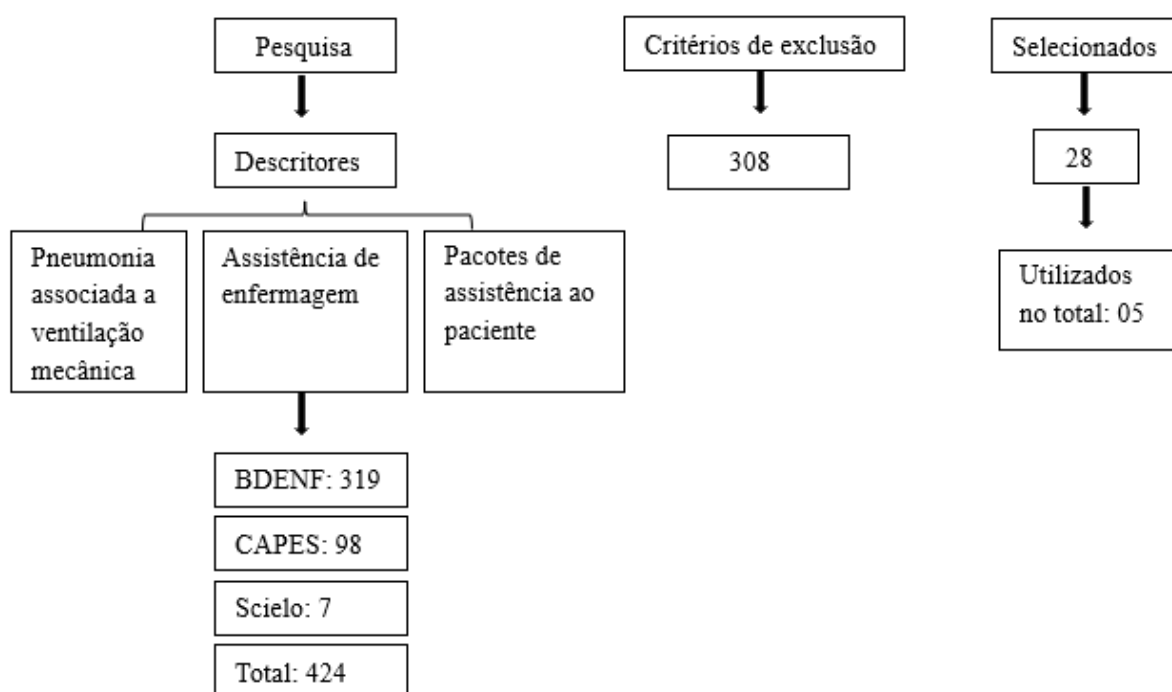 Pesquisa
Descritores
Pneumonia
associada a
ventilação
mecânica
Assistência de
enfermagem
Pacotes de
assistência ao
paciente
BDENF: 319
CAPES: 98
Scielo: 7
Total: 424
Critérios de exclusão
308
Selecionados
28
Utilizados
no total: 05